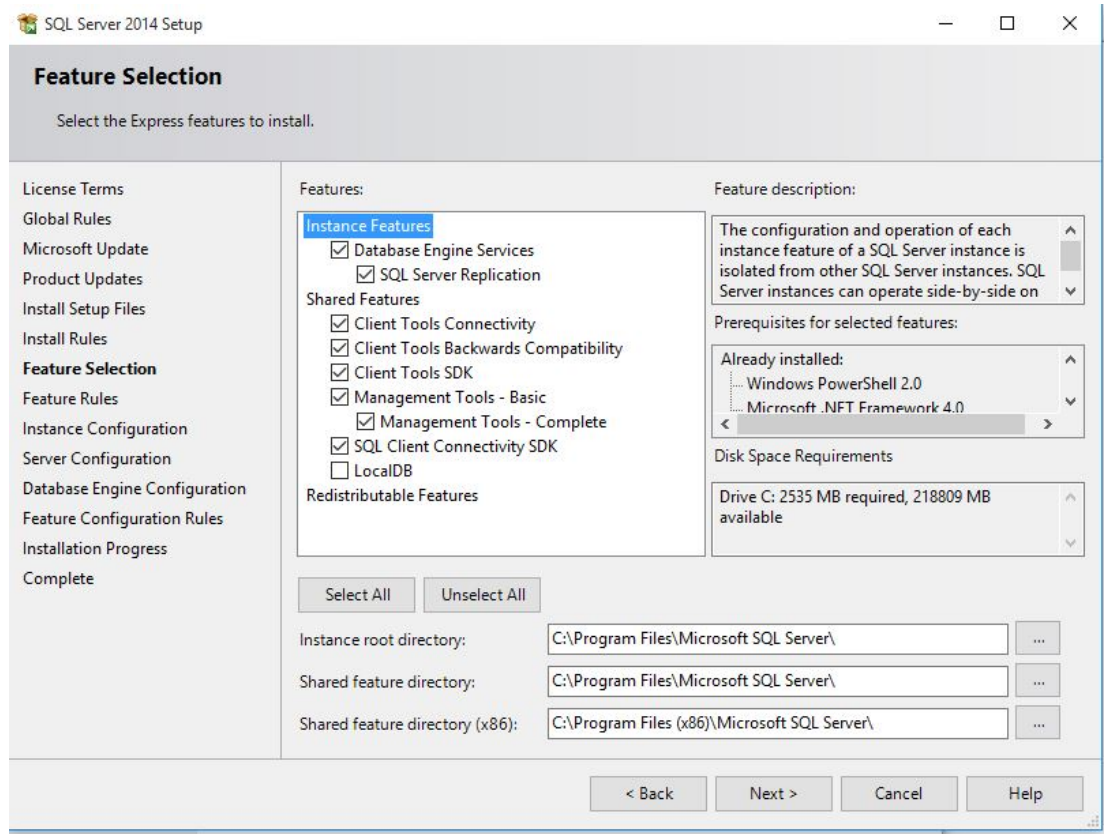 SQL Server 2014 Setup
Feature Selection
Select the Express features to install.
License Terms
Global Rules
Microsoft Update
Product Updates
Install Setup Files
Install Rules
Feature Selection
Feature Rules
Instance Configuration
Server Configuration
Database Engine Configuration
Feature Configuration Rules
Installation Progress
Complete
Features:
Instance Features
Database Engine Services
SQL Server Replication
Shared Features
Client Tools Connectivity
Client Tools Backwards Compatibility
Client Tools SDK
Management Tools - Basic
Management Tools - Complete
SQL Client Connectivity SDK
LocalDB
Redistributable Features
Feature description:
The configuration and operation of each
instance feature of a SQL Server instance is
isolated from other SQL Server instances. SQL
Server instances can operate side-by-side on
Prerequisites for selected features:
Already installed:
Windows PowerShell 2.0
Microsoft .NET Framework 4.0
Disk Space Requirements
Drive C: 2535 MB required, 218809 MB
available
Select All
Unselect All
Instance root directory:
C:\Program Files\Microsoft SQL Server\
...
Shared feature directory:
C:\Program Files\Microsoft SQL Server\
...
Shared feature directory (x86):
C:\Program Files (x86)\Microsoft SQL Server\
...
< Back
Next >
Cancel
Help